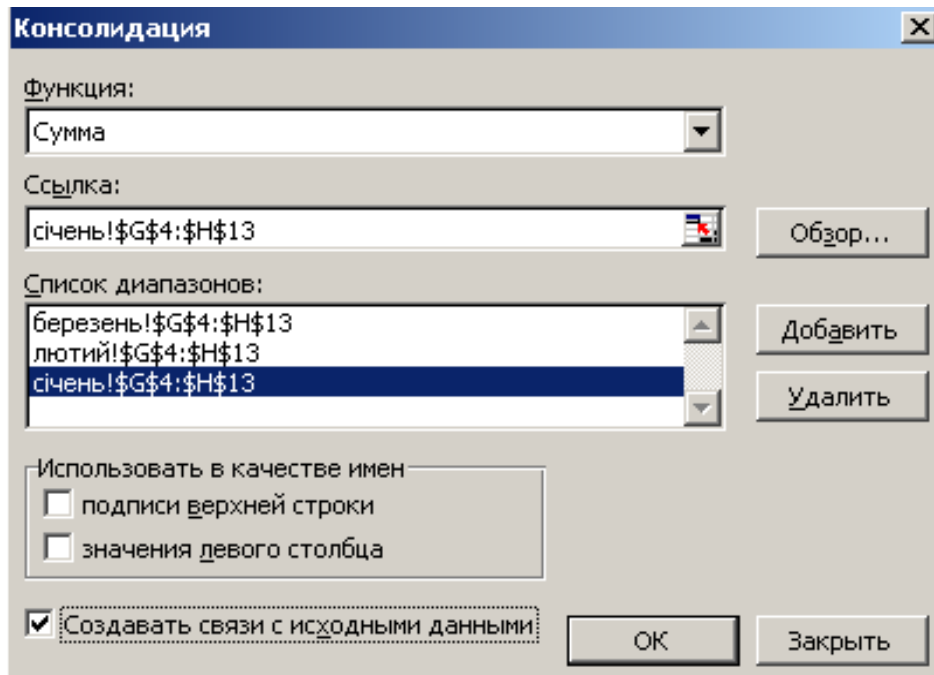 Консолидация
Функция:
Сумма
Ссылка:
січень!$G$4:$H$13
Обзор...
Список диапазонов:
березень!$G$4:$H$13
лютий!$G$4:$H$13
січень!$G$4:$H$13
Добавить
Удалить
Использовать в качестве имен
подписи верхней строки
значения левого столбца
Создавать связи с исходными данными
ОК
Закрыть